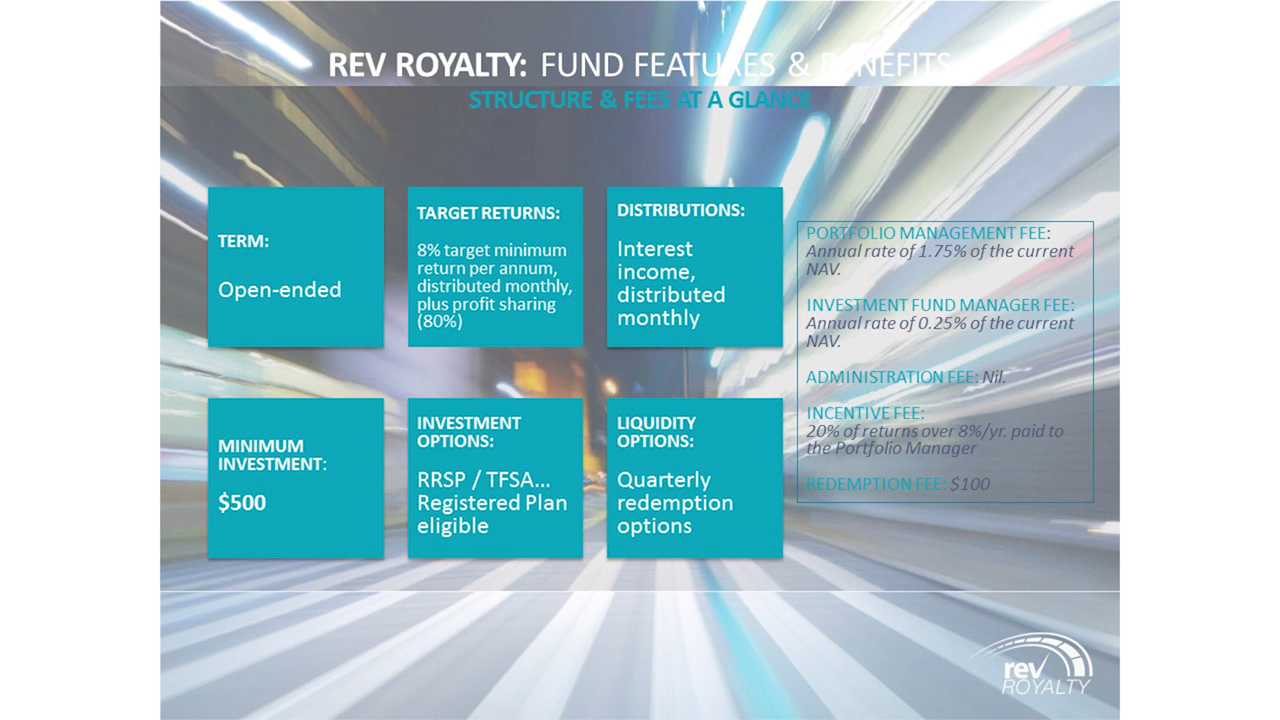 REV ROYALTY: FUND FEATURES & BENEFITS
STRUCTURE & FEES AT A GLANCE
TERM:
Open-ended
TARGET RETURNS:
8% target minimum
return per annum,
distributed monthly,
plus profit sharing
(80%)
DISTRIBUTIONS:
Interest
income,
distributed
monthly
MINIMUM
INVESTMENT:
$500
INVESTMENT
OPTIONS:
RRSP / TFSA...
Registered Plan
eligible
LIQUIDITY
OPTIONS:
Quarterly
redemption
options
PORTFOLIO MANAGEMENT FEE:
Annual rate of 1.75% of the current
NAV.
INVESTMENT FUND MANAGER FEE:
Annual rate of 0.25% of the current
NAV.
ADMINISTRATION FEE: Nil.
INCENTIVE FEE:
20% of returns over 8%/yr. paid to
the Portfolio Manager
REDEMPTION FEE: $100
rev
ROYALTY